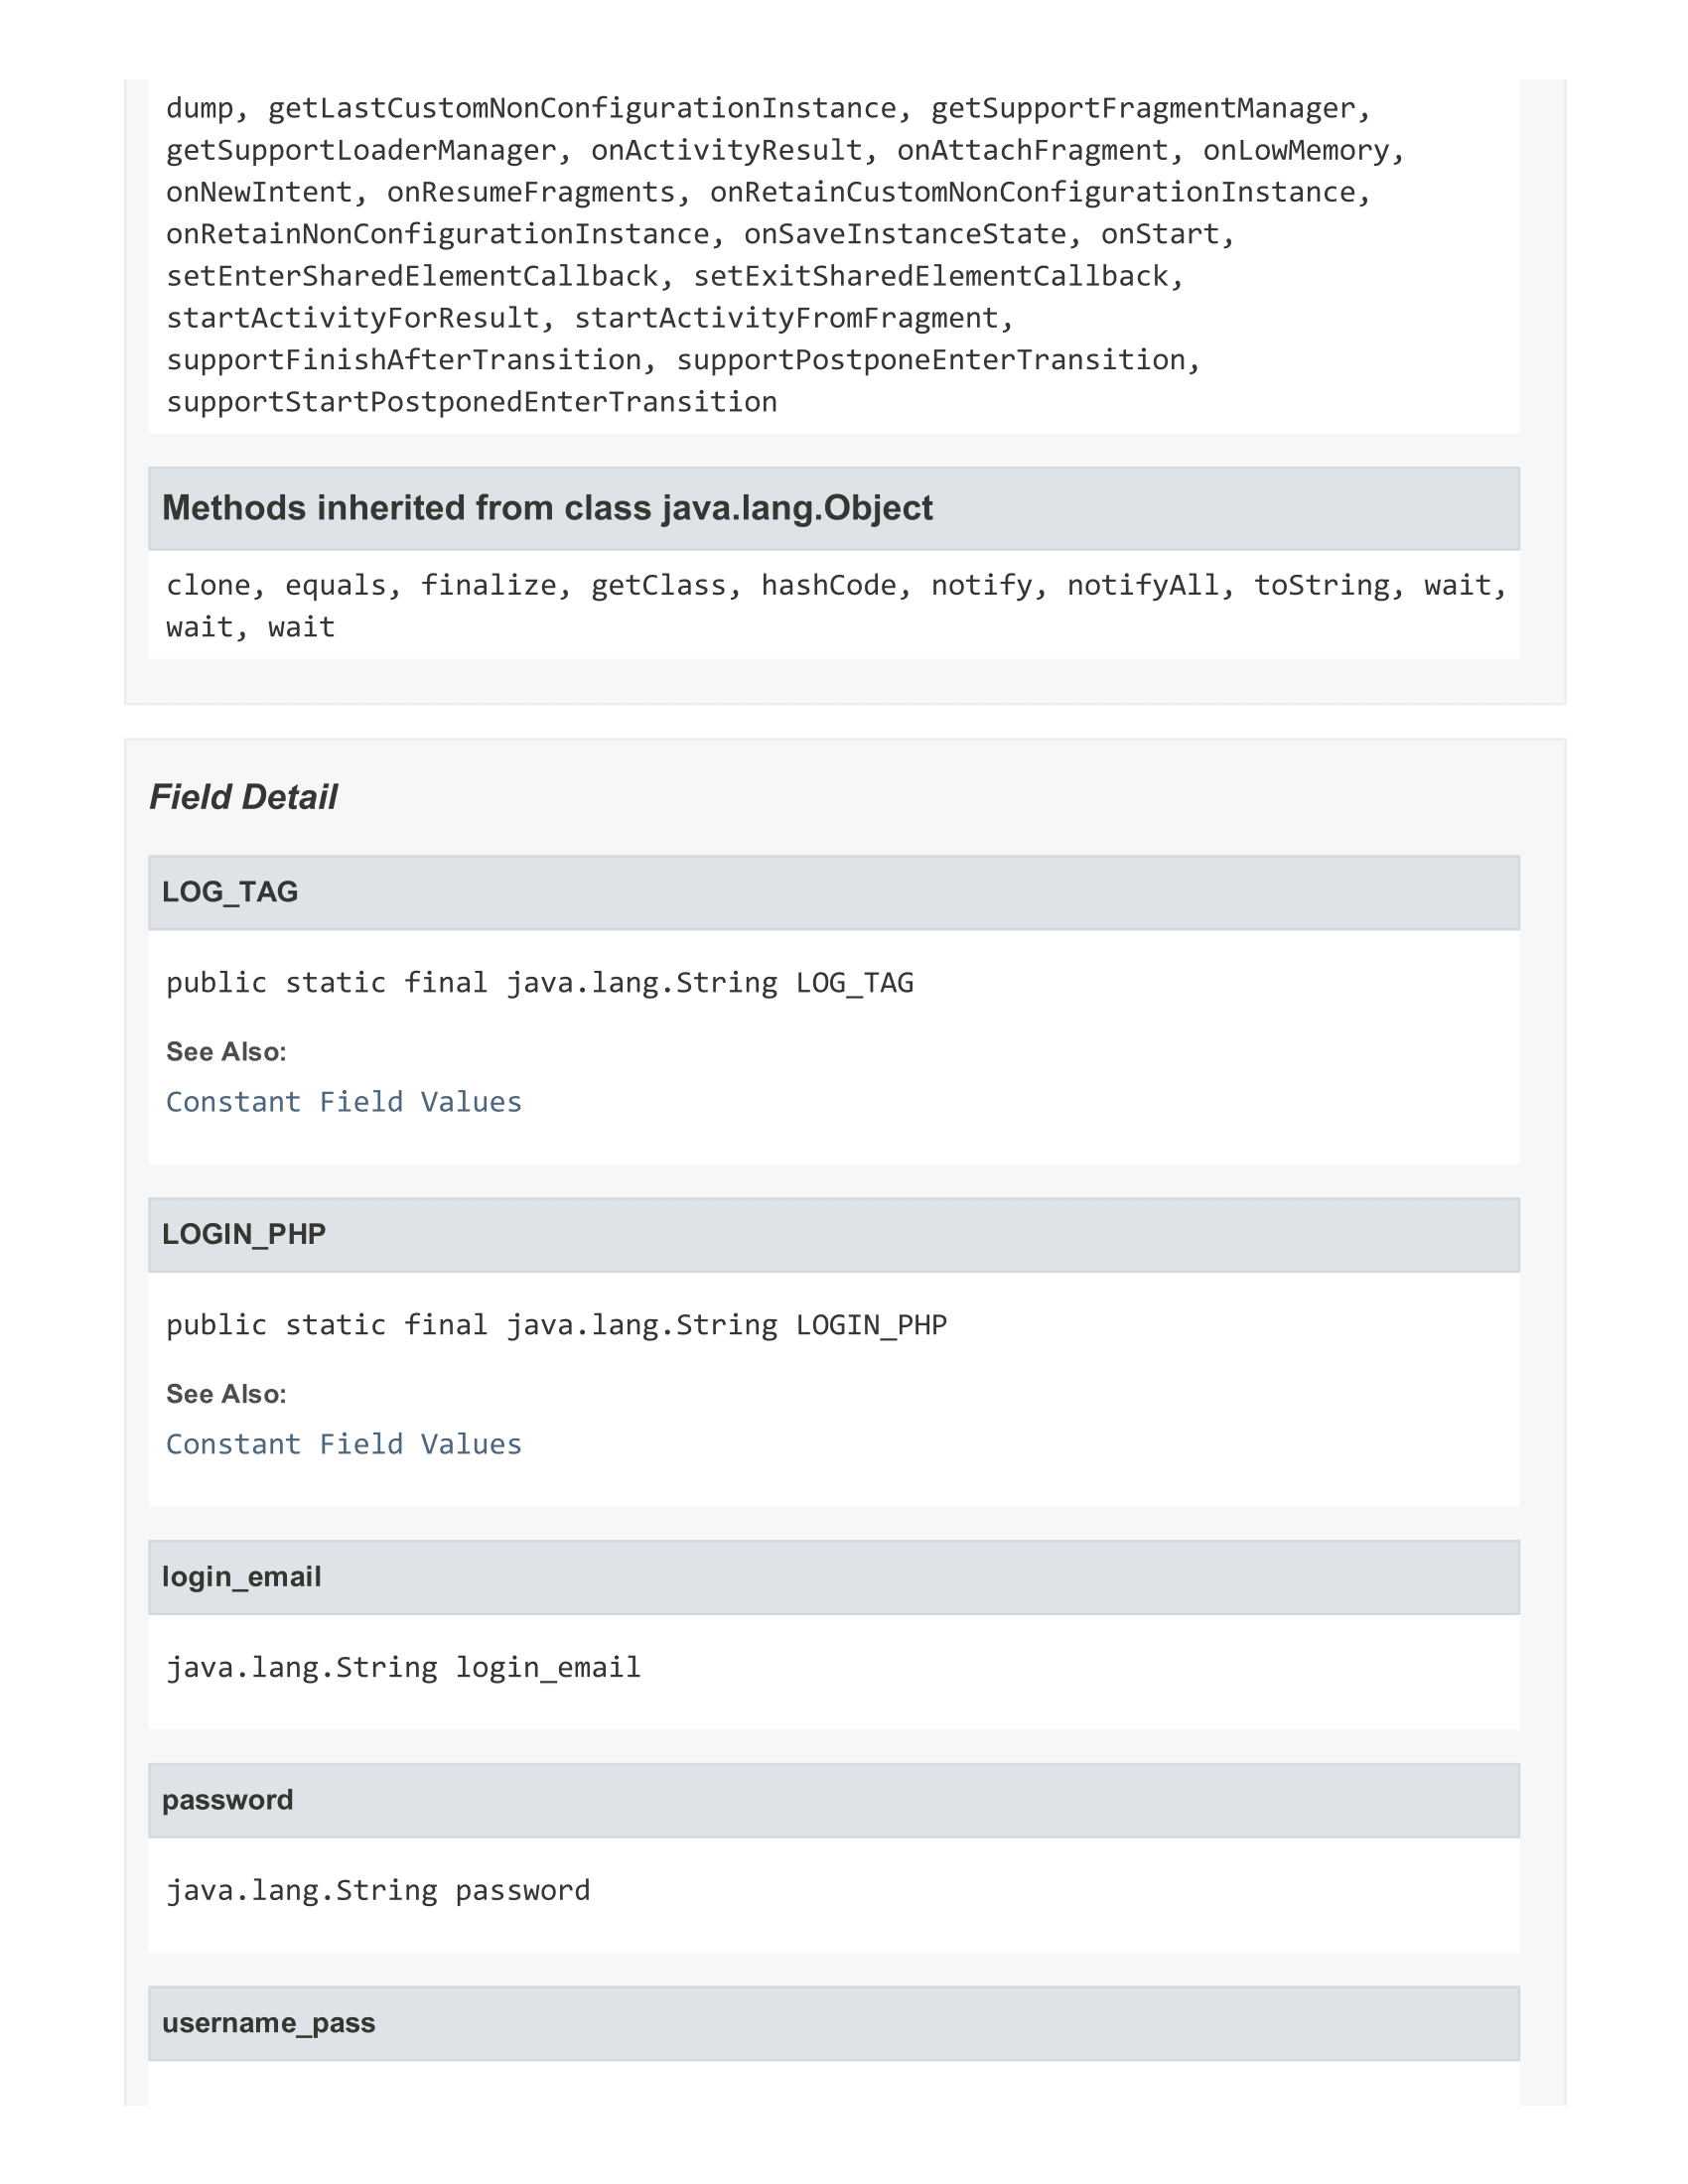 dump, getLastCustomNonConfigurationInstance, getSupportFragmentManager,
getSupportLoaderManager, onActivityResult, onAttachFragment, onLowMemory,
onNewIntent, onResumeFragments, onRetainCustomNonConfigurationInstance,
onRetainNonConfigurationInstance, onSaveInstanceState, onStart,
setEnterSharedElementCallback, setExitSharedElementCallback,
startActivityForResult, startActivityFromFragment,
supportFinishAfterTransition, supportPostponeEnterTransition,
supportStartPostponedEnterTransition
Methods inherited from class java.lang.Object
clone, equals, finalize, getClass, hashCode, notify, notifyAll, toString, wait,
wait, wait
Field Detail
LOG_TAG
public static final java.lang.String LOG_TAG
See Also:
Constant Field Values
LOGIN_PHP
public static final java.lang.String LOGIN_PHP
See Also:
Constant Field Values
login_email
java.lang.String login_email
password
java.lang.String password
username_pass